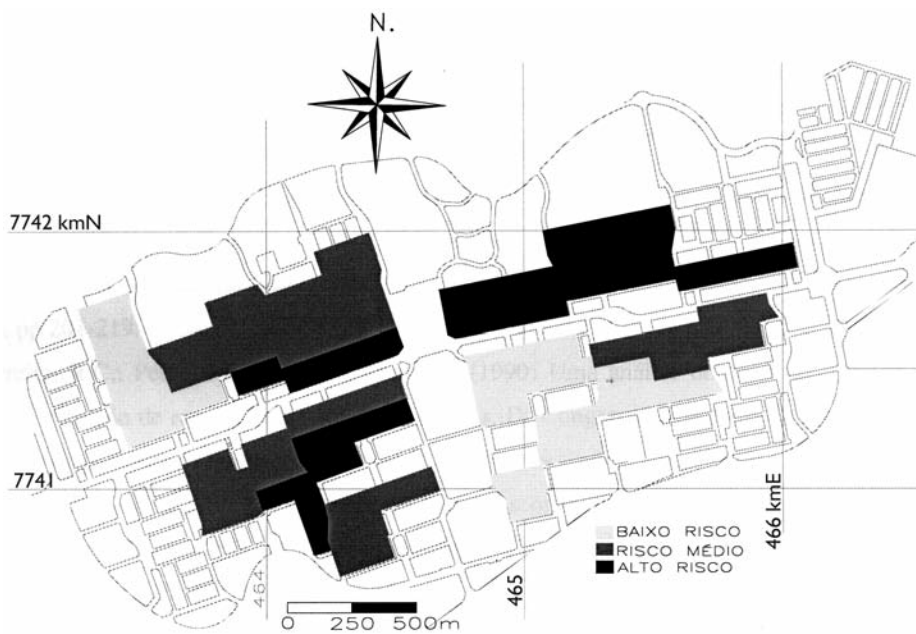 N.
7742 kmN
7741
464
465
466 kmE
BAIXO RISCO
RISCO MÉDIO
ALTO RISCO
0 250 500m